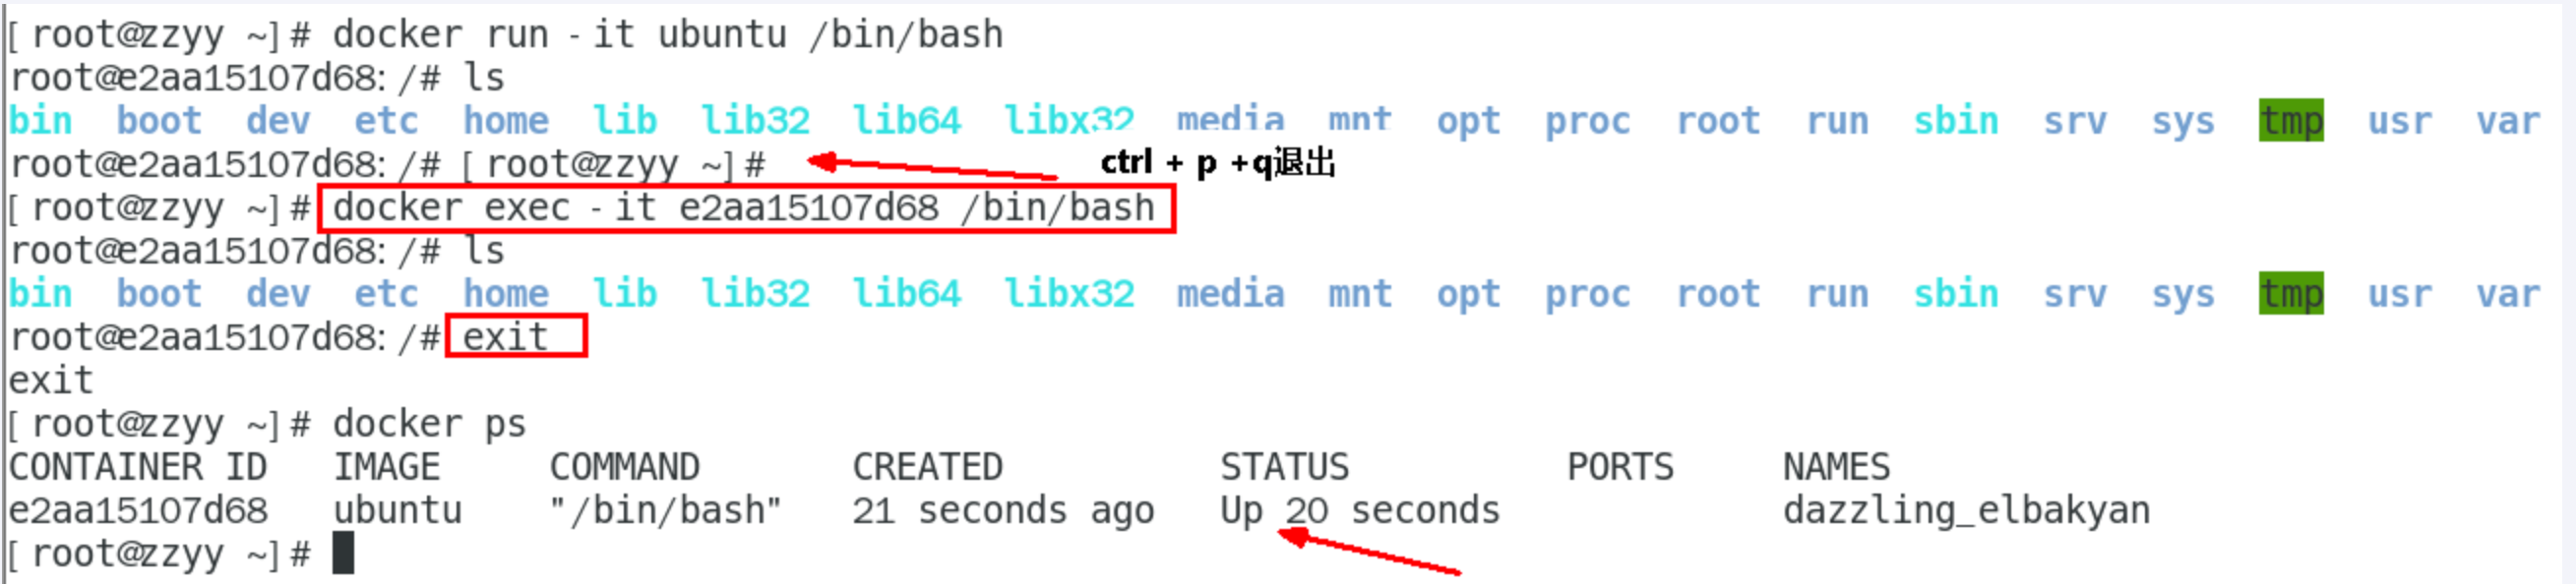 [root@zzyy ~]# docker run -it ubuntu /bin/bash
root@e2aa15107d68:/# ls
bin  boot  dev  etc  home  lib  lib32  lib64  libx32  media  mnt  opt  proc  root  run  sbin  srv  sys  tmp  usr  var
root@e2aa15107d68:/# [root@zzyy ~]# ctrl + p +q退出
[root@zzyy ~]# docker exec -it e2aa15107d68 /bin/bash
root@e2aa15107d68:/# ls
bin  boot  dev  etc  home  lib  lib32  lib64  libx32  media  mnt  opt  proc  root  run  sbin  srv  sys  tmp  usr  var
root@e2aa15107d68:/# exit
exit
[root@zzyy ~]# docker ps
CONTAINER ID   IMAGE     COMMAND       CREATED          STATUS          PORTS     NAMES
e2aa15107d68   ubuntu    "/bin/bash"   21 seconds ago   Up 20 seconds             dazzling_elbakyan
[root@zzyy ~]#